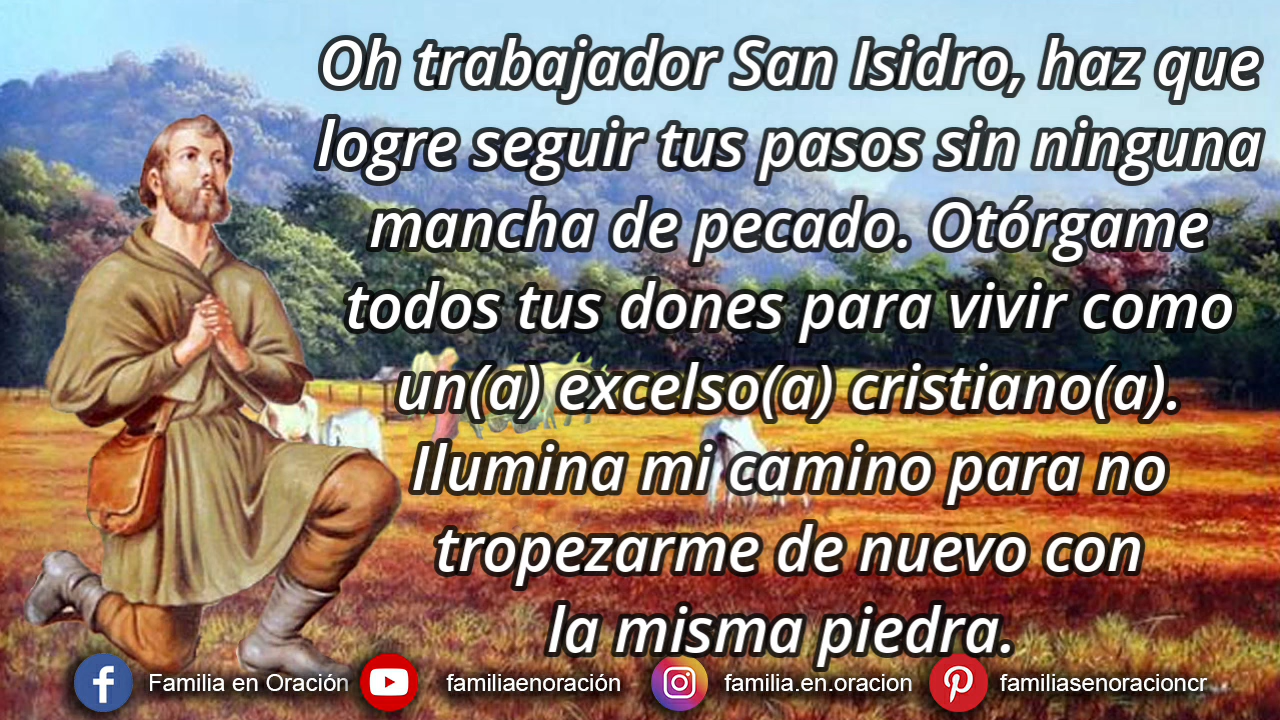 Oh trabajador San Isidro, haz que
logre seguir tus pasos sin ninguna
mancha de pecado. Otórgame
todos tus dones para vivir como
un(a) excelso(a) cristiano(a).
Ilumina mi camino para no
tropezarme de nuevo con
la misma piedra.
Familia en Oración familiaenoración familia.en.oracion familiasenoracioncr